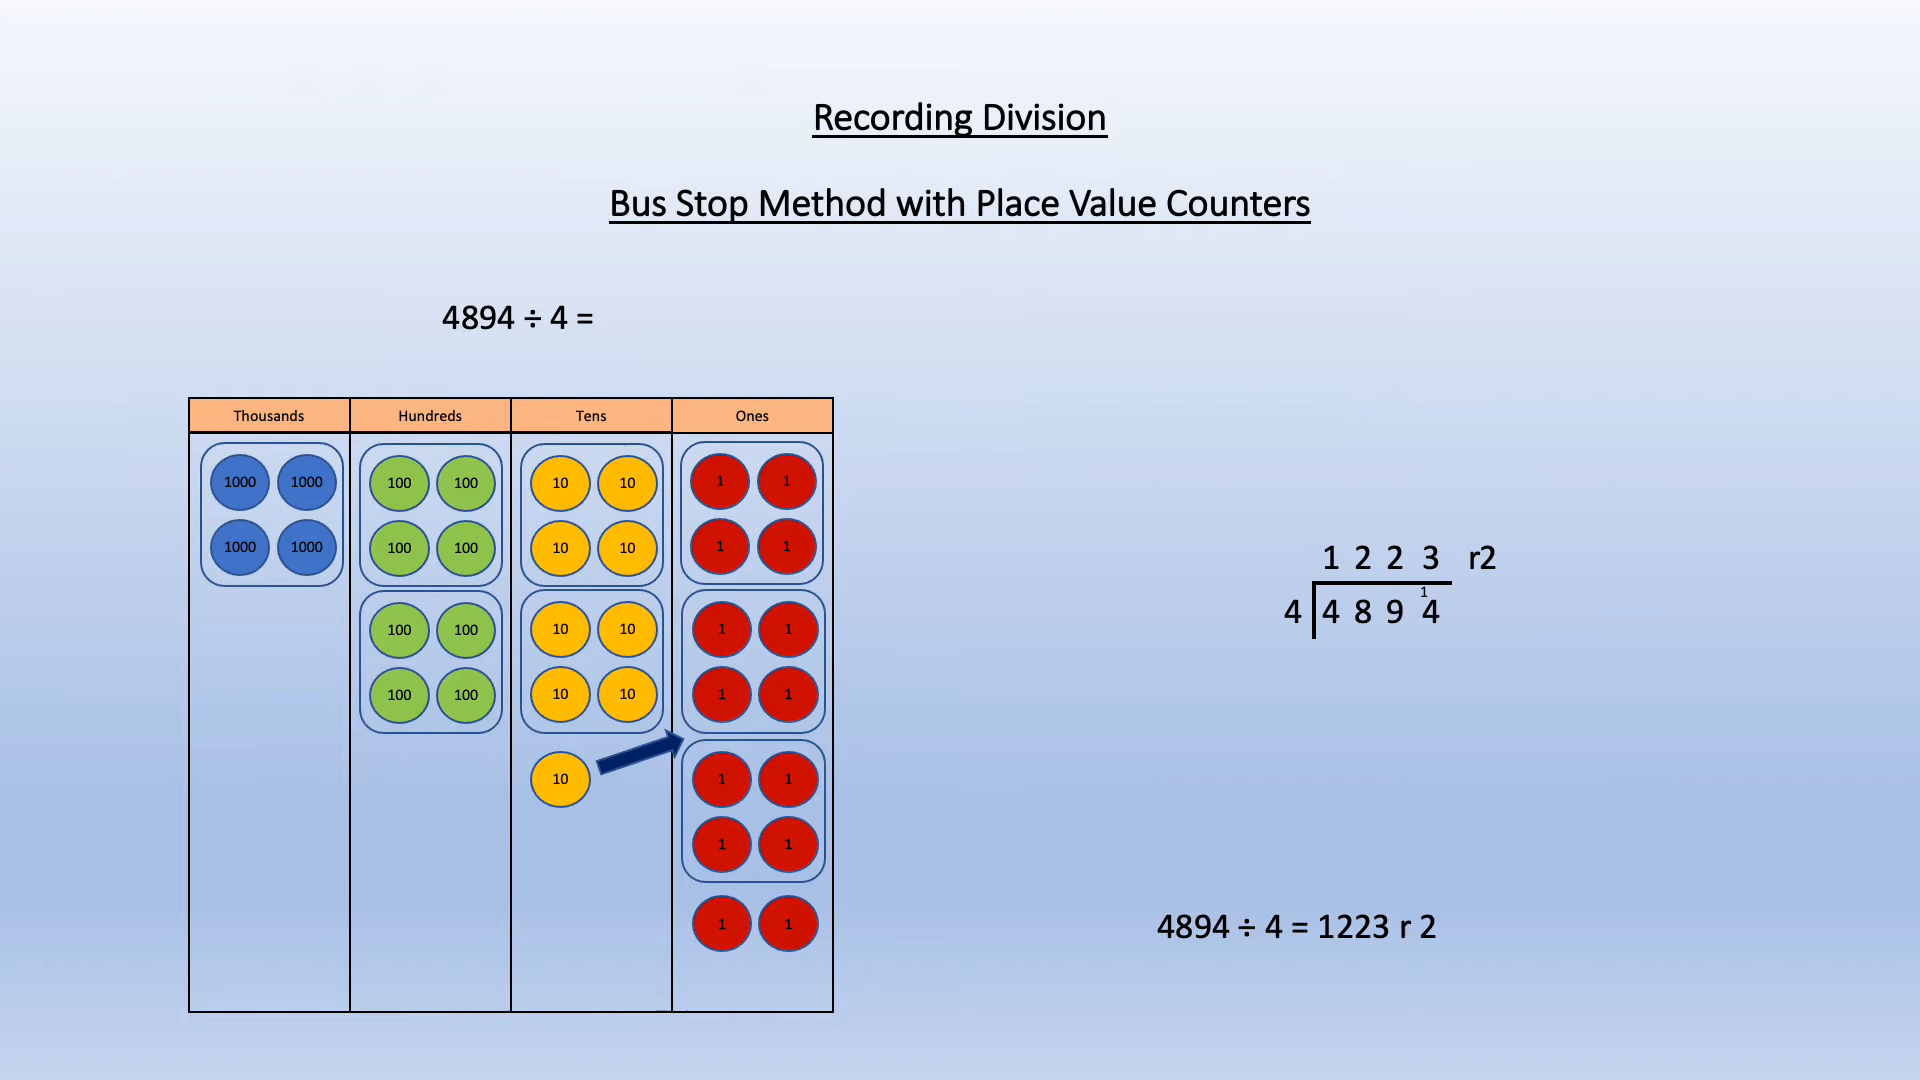 Recording Division
Bus Stop Method with Place Value Counters
4894 ÷ 4 =
Thousands Hundreds Tens Ones
1000 1000 100 100 10 10 1 1
1000 1000 100 100 10 10 1 1
100 100 10 10 1 1
100 100 10 10 1 1
10 1 1
1 1
1 1
1 2 2 3 r2
1
4 4 8 9 4
4894 ÷ 4 = 1223 r 2